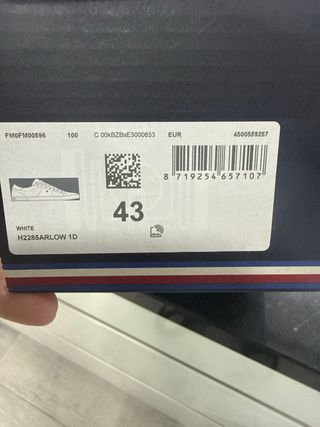 FM0FM00596 100 C 00kBZBsE3000653 EUR 4500559257
8 719254 657107
43
WHITE
H2285ARLOW 1D